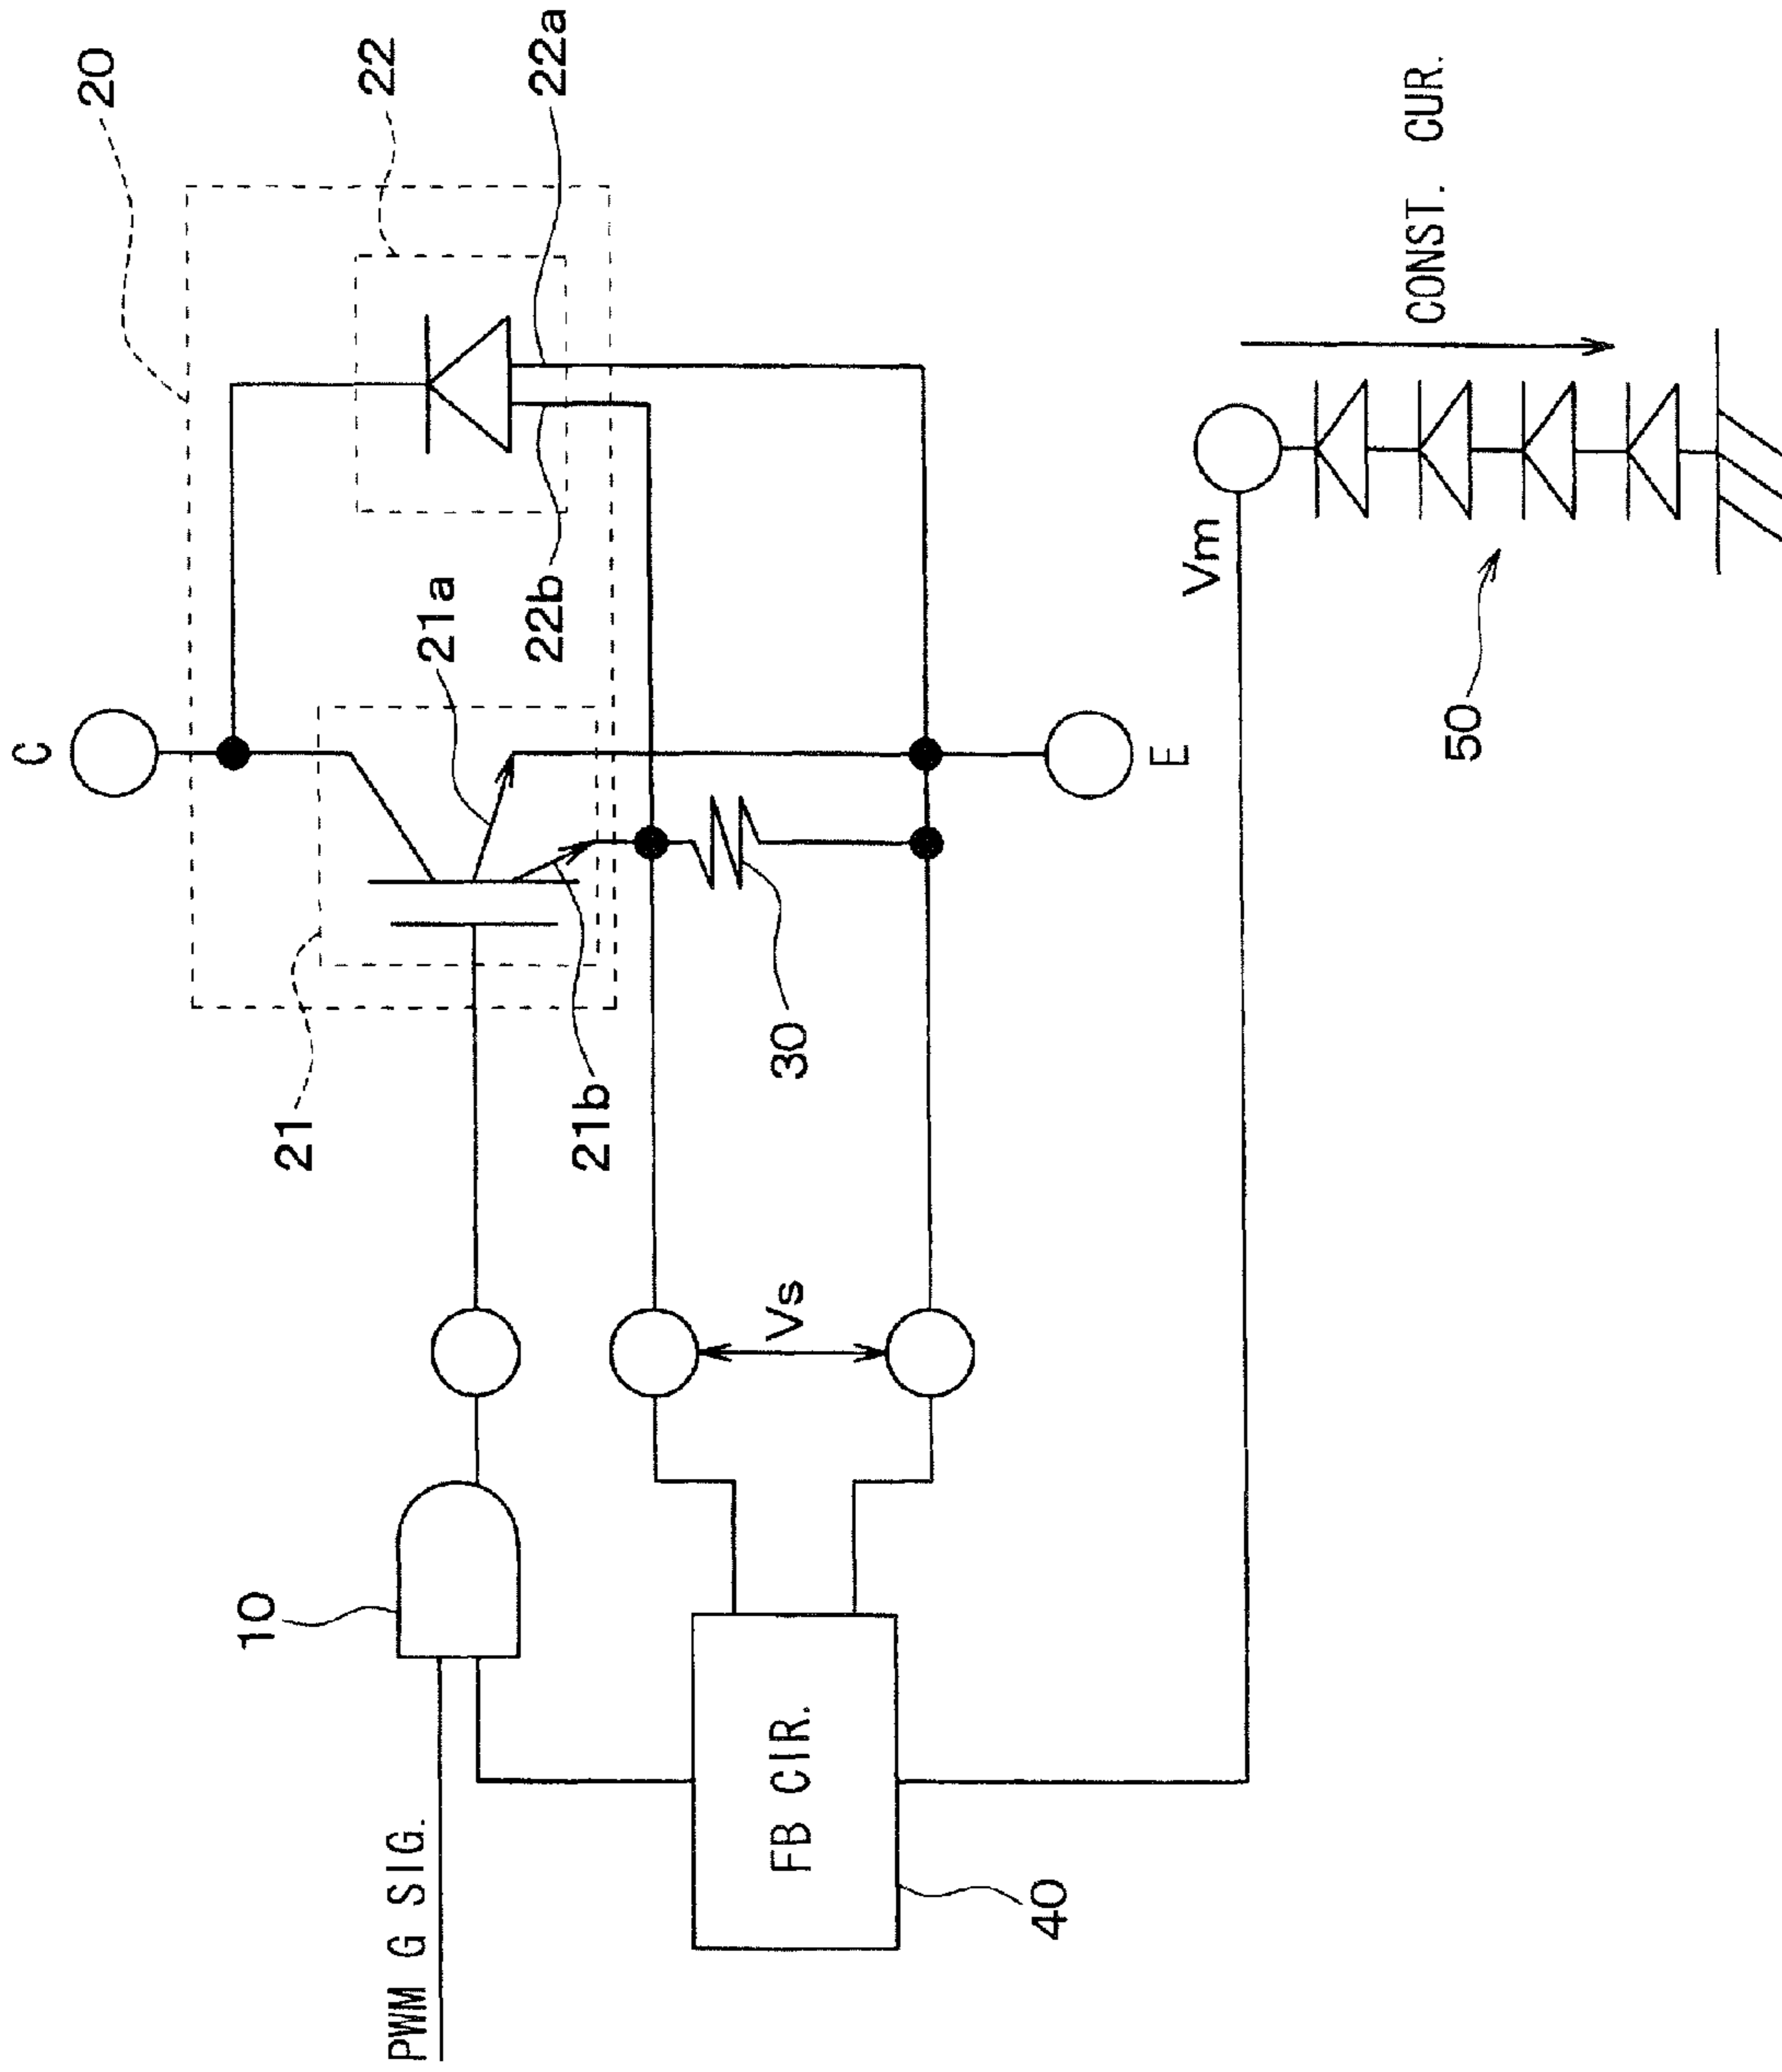 20
22
22a
C
21a
22b
21
21b
30
E
10
PWM G SIG.
Vs
FB CIR.
40
Vm
50
CONST. CUR.